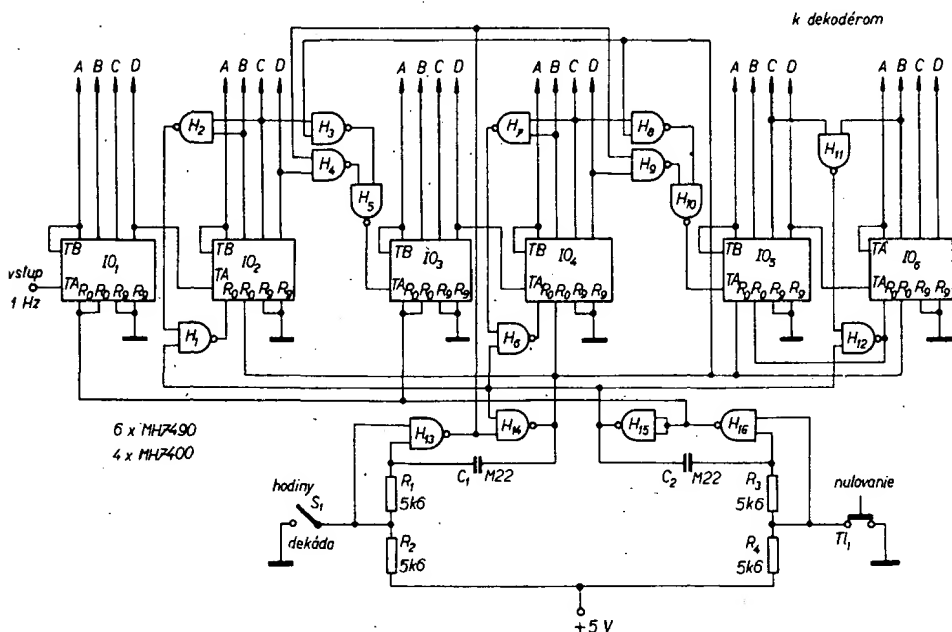 k dekodérom
A B C D
A B C D
A B C D
A B C D
A B C D
A B C D
H2
H3
H4
H5
H7
H8
H9
H10
H11
TB
IO1
TA R0 R0 R9 R9
TB
IO2
TA R0 R0 R9 R9
TB
IO3
TA R0 R0 R9 R9
TB
IO4
TA R0 R0 R9 R9
TB
IO5
TA R0 R0 R9 R9
TA
IO6
TA R0 R0 R9 R9
vstup
1 Hz
H1
H6
H12
6 x MH7490
4 x MH7400
H13
H14
H15
H16
C1 M22
C2 M22
hodiny
S1
dekáda
R1
5k6
R2
5k6
R3
5k6
R4
5k6
nulovanie
Tl1
+5 V